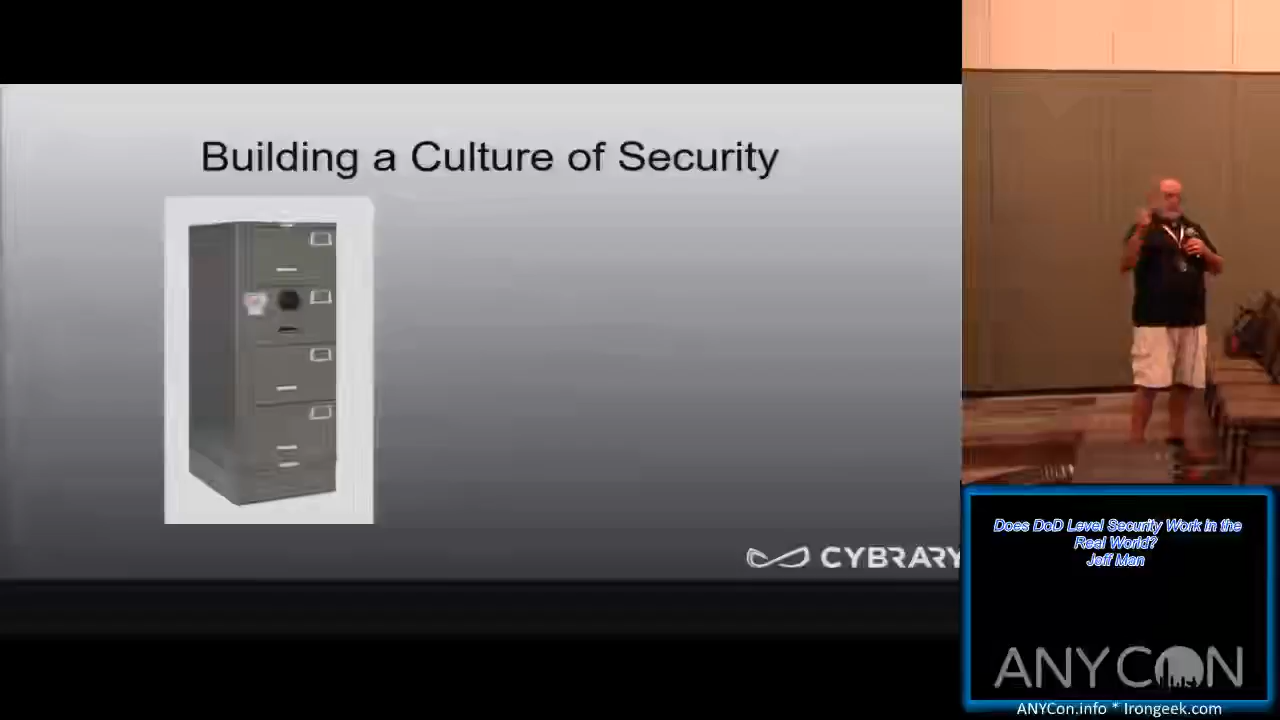 Building a Culture of Security
CYBRARY
Does DoD Level Security Work in the
Real World?
Jeff Man
ANYCON
ANYCon.info * Irongeek.com